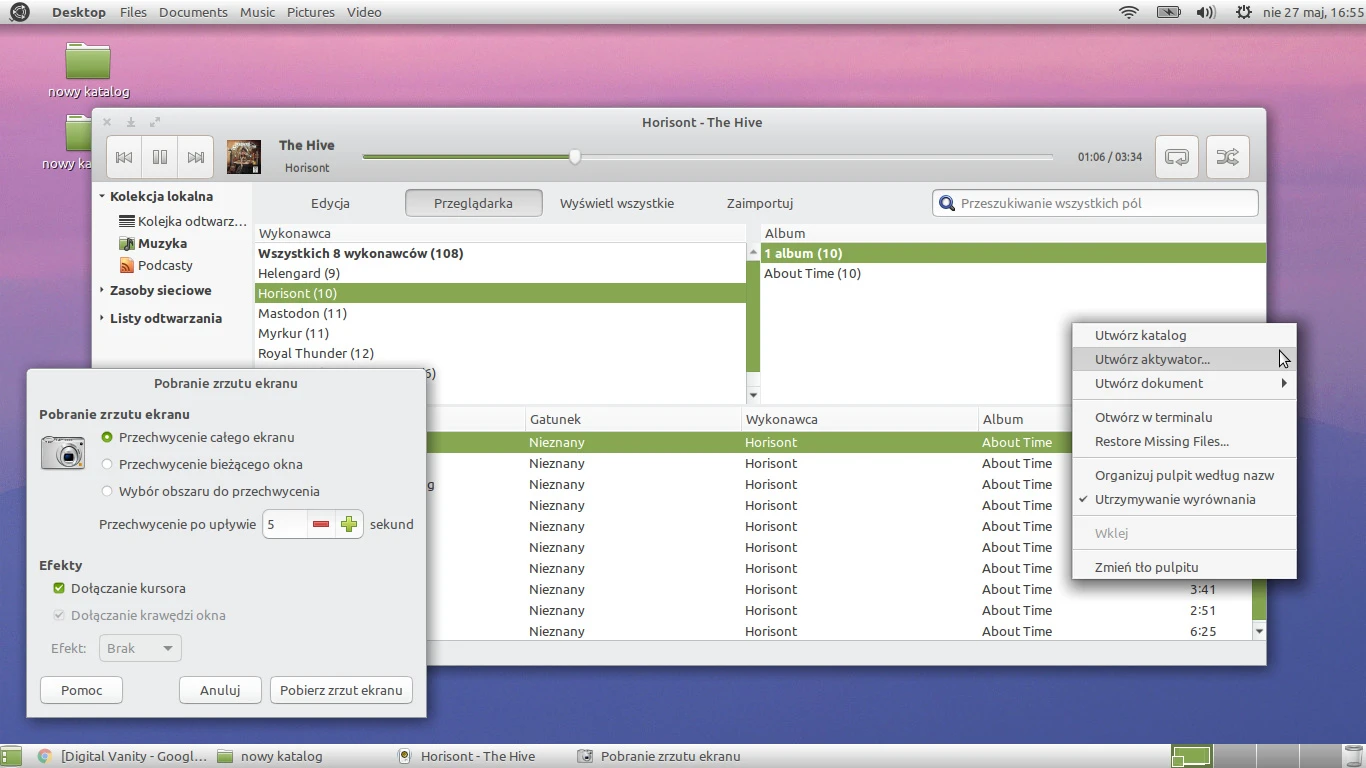 Desktop Files Documents Music Pictures Video nie 27 maj, 16:55
nowy katalog
nowy ka
Horisont - The Hive
The Hive
Horisont
01:06 / 03:34
Kolekcja lokalna
Kolejka odtwarz...
Muzyka
Podcasty
Zasoby sieciowe
Listy odtwarzania
Edycja Przeglądarka Wyświetl wszystkie Zaimportuj Przeszukiwanie wszystkich pól
Wykonawca
Wszystkich 8 wykonawców (108)
Helengard (9)
Horisont (10)
Mastodon (11)
Myrkur (11)
Royal Thunder (12)
6)
Album
1 album (10)
About Time (10)
Gatunek Wykonawca Album
Nieznany Horisont About Time
Nieznany Horisont About Time
g Nieznany Horisont About Time
Nieznany Horisont About Time
Nieznany Horisont About Time
Nieznany Horisont About Time
Nieznany Horisont About Time
Nieznany Horisont About Time 3:41
Nieznany Horisont About Time 2:51
Nieznany Horisont About Time 6:25
Utwórz katalog
Utwórz aktywator...
Utwórz dokument
Otwórz w terminalu
Restore Missing Files...
Organizuj pulpit według nazw
Utrzymywanie wyrównania
Wklej
Zmień tło pulpitu
Pobranie zrzutu ekranu
Pobranie zrzutu ekranu
Przechwycenie całego ekranu
Przechwycenie bieżącego okna
Wybór obszaru do przechwycenia
Przechwycenie po upływie 5 sekund
Efekty
Dołączanie kursora
Dołączanie krawędzi okna
Efekt: Brak
Pomoc Anuluj Pobierz zrzut ekranu
[Digital Vanity - Googl... nowy katalog Horisont - The Hive Pobranie zrzutu ekranu